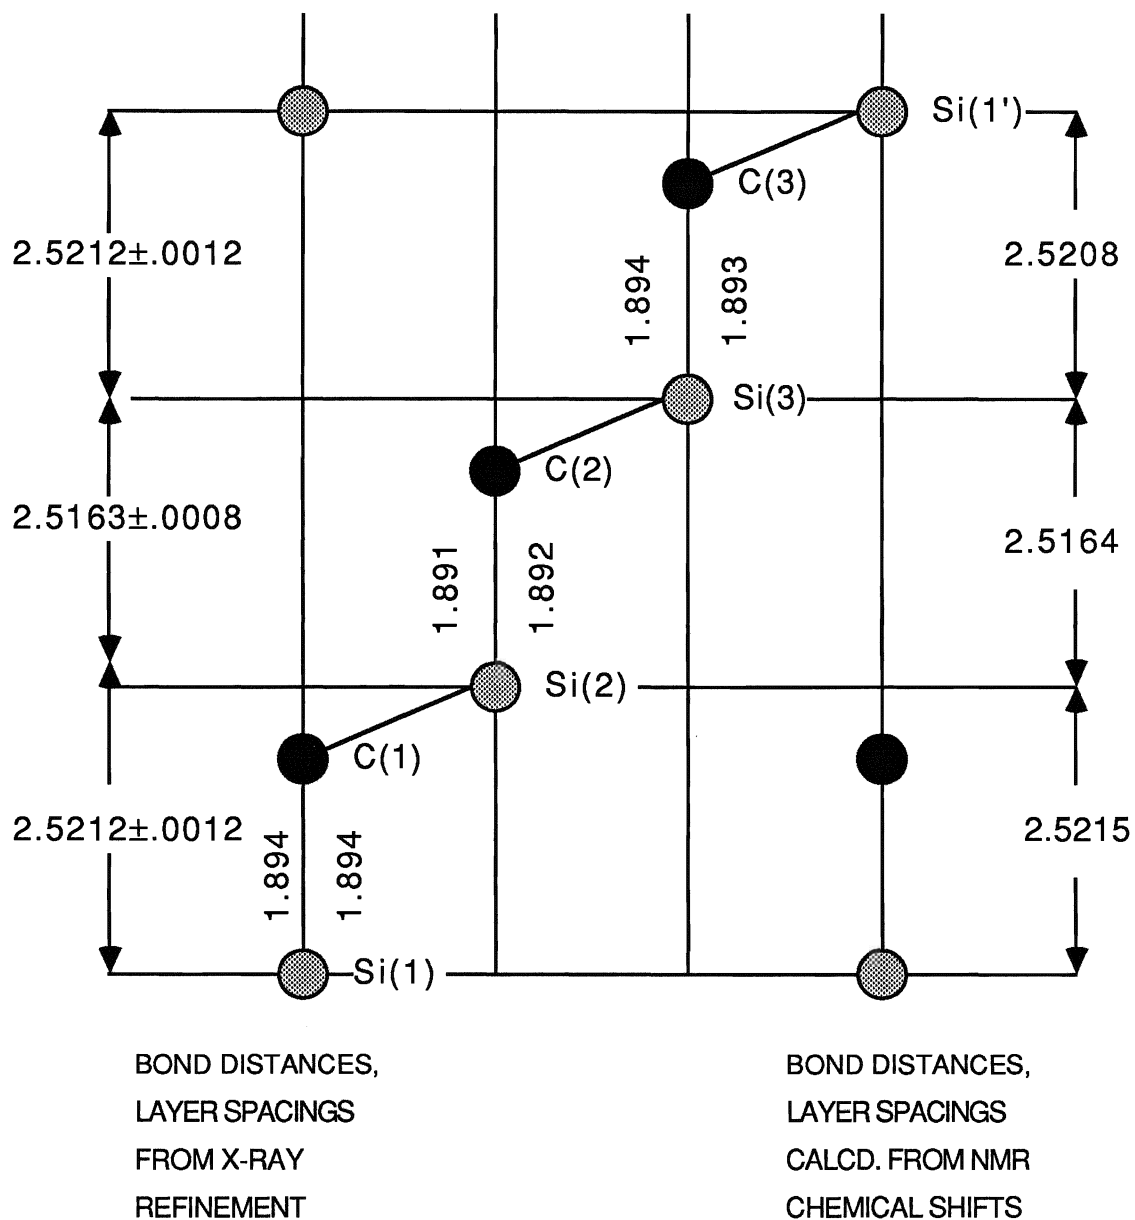 Si(1')
C(3)
2.5212±.0012
1.894
1.893
2.5208
Si(3)
C(2)
2.5163±.0008
1.891
1.892
2.5164
Si(2)
C(1)
2.5212±.0012
1.894
1.894
2.5215
Si(1)
BOND DISTANCES,
LAYER SPACINGS
FROM X-RAY
REFINEMENT
BOND DISTANCES,
LAYER SPACINGS
CALCD. FROM NMR
CHEMICAL SHIFTS